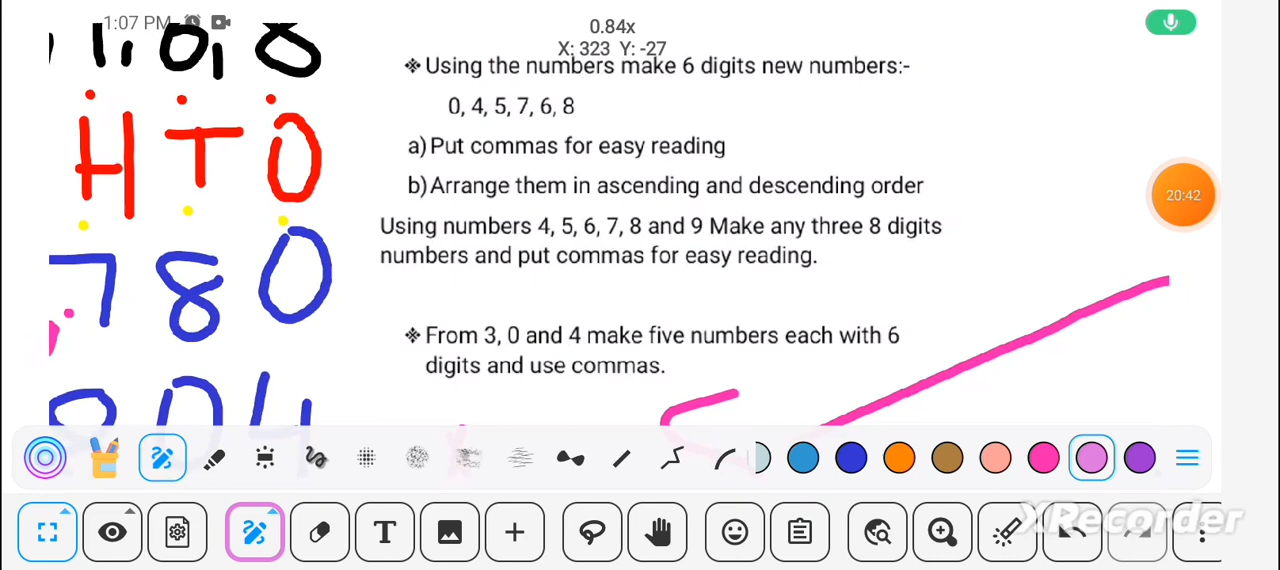 1:07 PM
0.84x
X: 323 Y: -27
8
❖ Using the numbers make 6 digits new numbers:-
0, 4, 5, 7, 6, 8
a) Put commas for easy reading
b) Arrange them in ascending and descending order
Using numbers 4, 5, 6, 7, 8 and 9 Make any three 8 digits
numbers and put commas for easy reading.
❖ From 3, 0 and 4 make five numbers each with 6
digits and use commas.
H T O
780
04
20:42
T
XRecorder